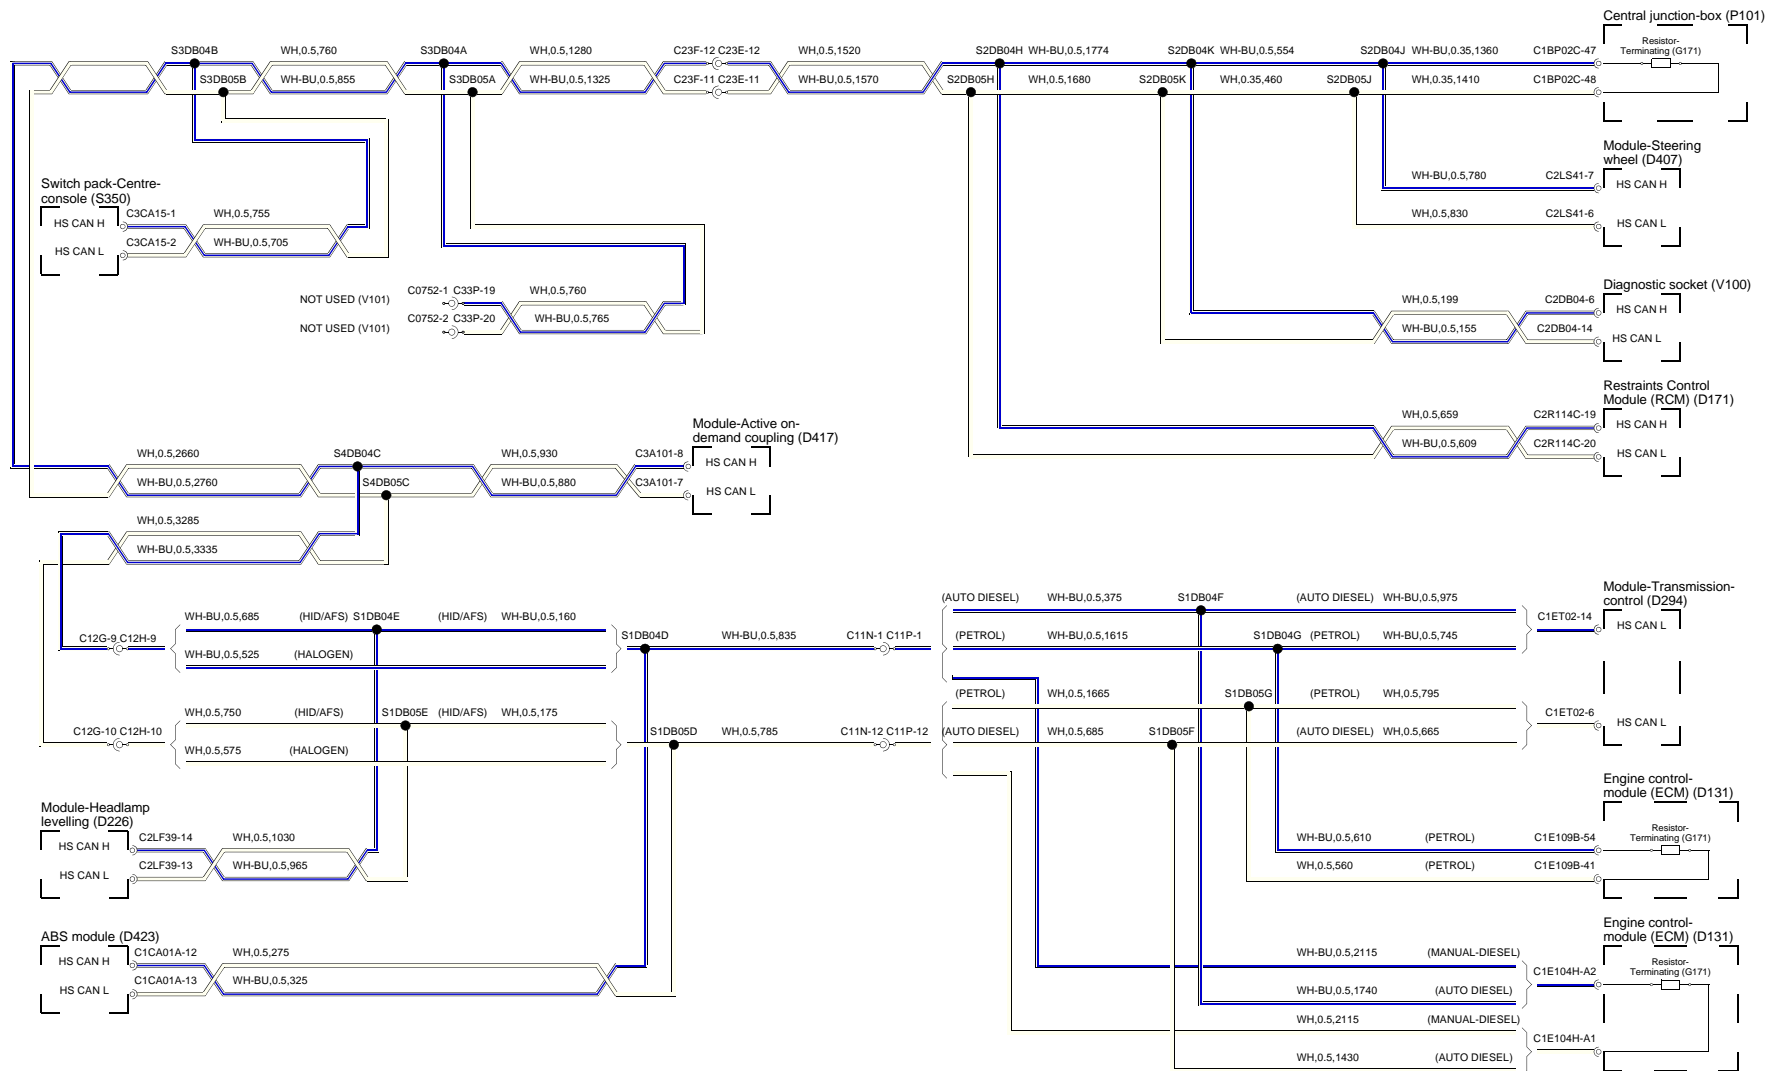 Central junction-box (P101)
S3DB04B WH,0.5,760 S3DB04A WH,0.5,1280 C23F-12 C23E-12 WH,0.5,1520 S2DB04H WH-BU,0.5,1774 S2DB04K WH-BU,0.5,554 S2DB04J WH-BU,0.35,1360 C1BP02C-47
Resistor-
Terminating (G171)
S3DB05B WH-BU,0.5,855 S3DB05A WH-BU,0.5,1325 C23F-11 C23E-11 WH-BU,0.5,1570 S2DB05H WH,0.5,1680 S2DB05K WH,0.35,460 S2DB05J WH,0.35,1410 C1BP02C-48
Module-Steering
wheel (D407)
WH-BU,0.5,780 C2LS41-7 HS CAN H
WH,0.5,830 C2LS41-6 HS CAN L
Switch pack-Centre-
console (S350)
HS CAN H C3CA15-1 WH,0.5,755
HS CAN L C3CA15-2 WH-BU,0.5,705
NOT USED (V101) C0752-1 C33P-19 WH,0.5,760
NOT USED (V101) C0752-2 C33P-20 WH-BU,0.5,765
Diagnostic socket (V100)
WH,0.5,199 C2DB04-6 HS CAN H
WH-BU,0.5,155 C2DB04-14 HS CAN L
Restraints Control
Module (RCM) (D171)
WH,0.5,659 C2R114C-19 HS CAN H
WH-BU,0.5,609 C2R114C-20 HS CAN L
Module-Active on-
demand coupling (D417)
WH,0.5,2660 S4DB04C WH,0.5,930 C3A101-8 HS CAN H
WH-BU,0.5,2760 S4DB05C WH-BU,0.5,880 C3A101-7 HS CAN L
WH,0.5,3285
WH-BU,0.5,3335
Module-Transmission-
control (D294)
(AUTO DIESEL) WH-BU,0.5,375 S1DB04F (AUTO DIESEL) WH-BU,0.5,975
C1ET02-14 HS CAN L
WH-BU,0.5,685 (HID/AFS) S1DB04E (HID/AFS) WH-BU,0.5,160
C12G-9 C12H-9 S1DB04D WH-BU,0.5,835 C11N-1 C11P-1 (PETROL) WH-BU,0.5,1615 S1DB04G (PETROL) WH-BU,0.5,745
WH-BU,0.5,525 (HALOGEN)
(PETROL) WH,0.5,1665 S1DB05G (PETROL) WH,0.5,795
WH,0.5,750 (HID/AFS) S1DB05E (HID/AFS) WH,0.5,175
C1ET02-6 HS CAN L
C12G-10 C12H-10 S1DB05D WH,0.5,785 C11N-12 C11P-12 (AUTO DIESEL) WH,0.5,685 S1DB05F (AUTO DIESEL) WH,0.5,665
WH,0.5,575 (HALOGEN)
Engine control-
module (ECM) (D131)
Module-Headlamp
levelling (D226)
HS CAN H C2LF39-14 WH,0.5,1030
HS CAN L C2LF39-13 WH-BU,0.5,965
WH-BU,0.5,610 (PETROL) C1E109B-54
Resistor-
Terminating (G171)
WH,0.5,560 (PETROL) C1E109B-41
Engine control-
module (ECM) (D131)
ABS module (D423)
HS CAN H C1CA01A-12 WH,0.5,275
HS CAN L C1CA01A-13 WH-BU,0.5,325
WH-BU,0.5,2115 (MANUAL-DIESEL)
C1E104H-A2
Resistor-
Terminating (G171)
WH-BU,0.5,1740 (AUTO DIESEL)
WH,0.5,2115 (MANUAL-DIESEL)
C1E104H-A1
WH,0.5,1430 (AUTO DIESEL)